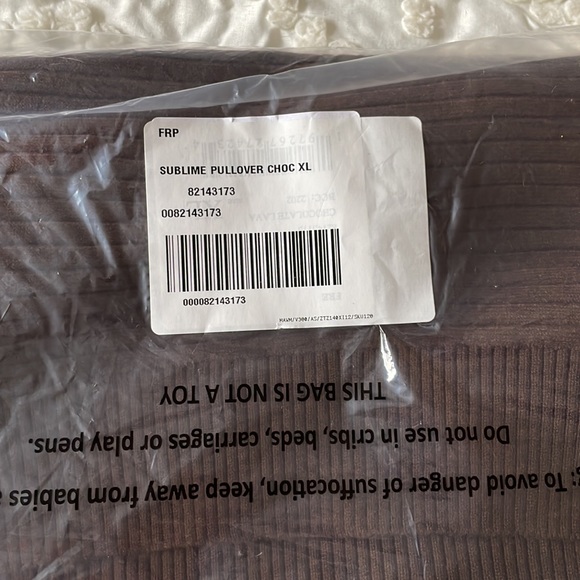 FRP
SUBLIME PULLOVER CHOC XL
82143173
0082143173
000082143173
THIS BAG IS NOT A TOY
Do not use in cribs, beds, carriages or play pens.
To avoid danger of suffocation, keep away from babies